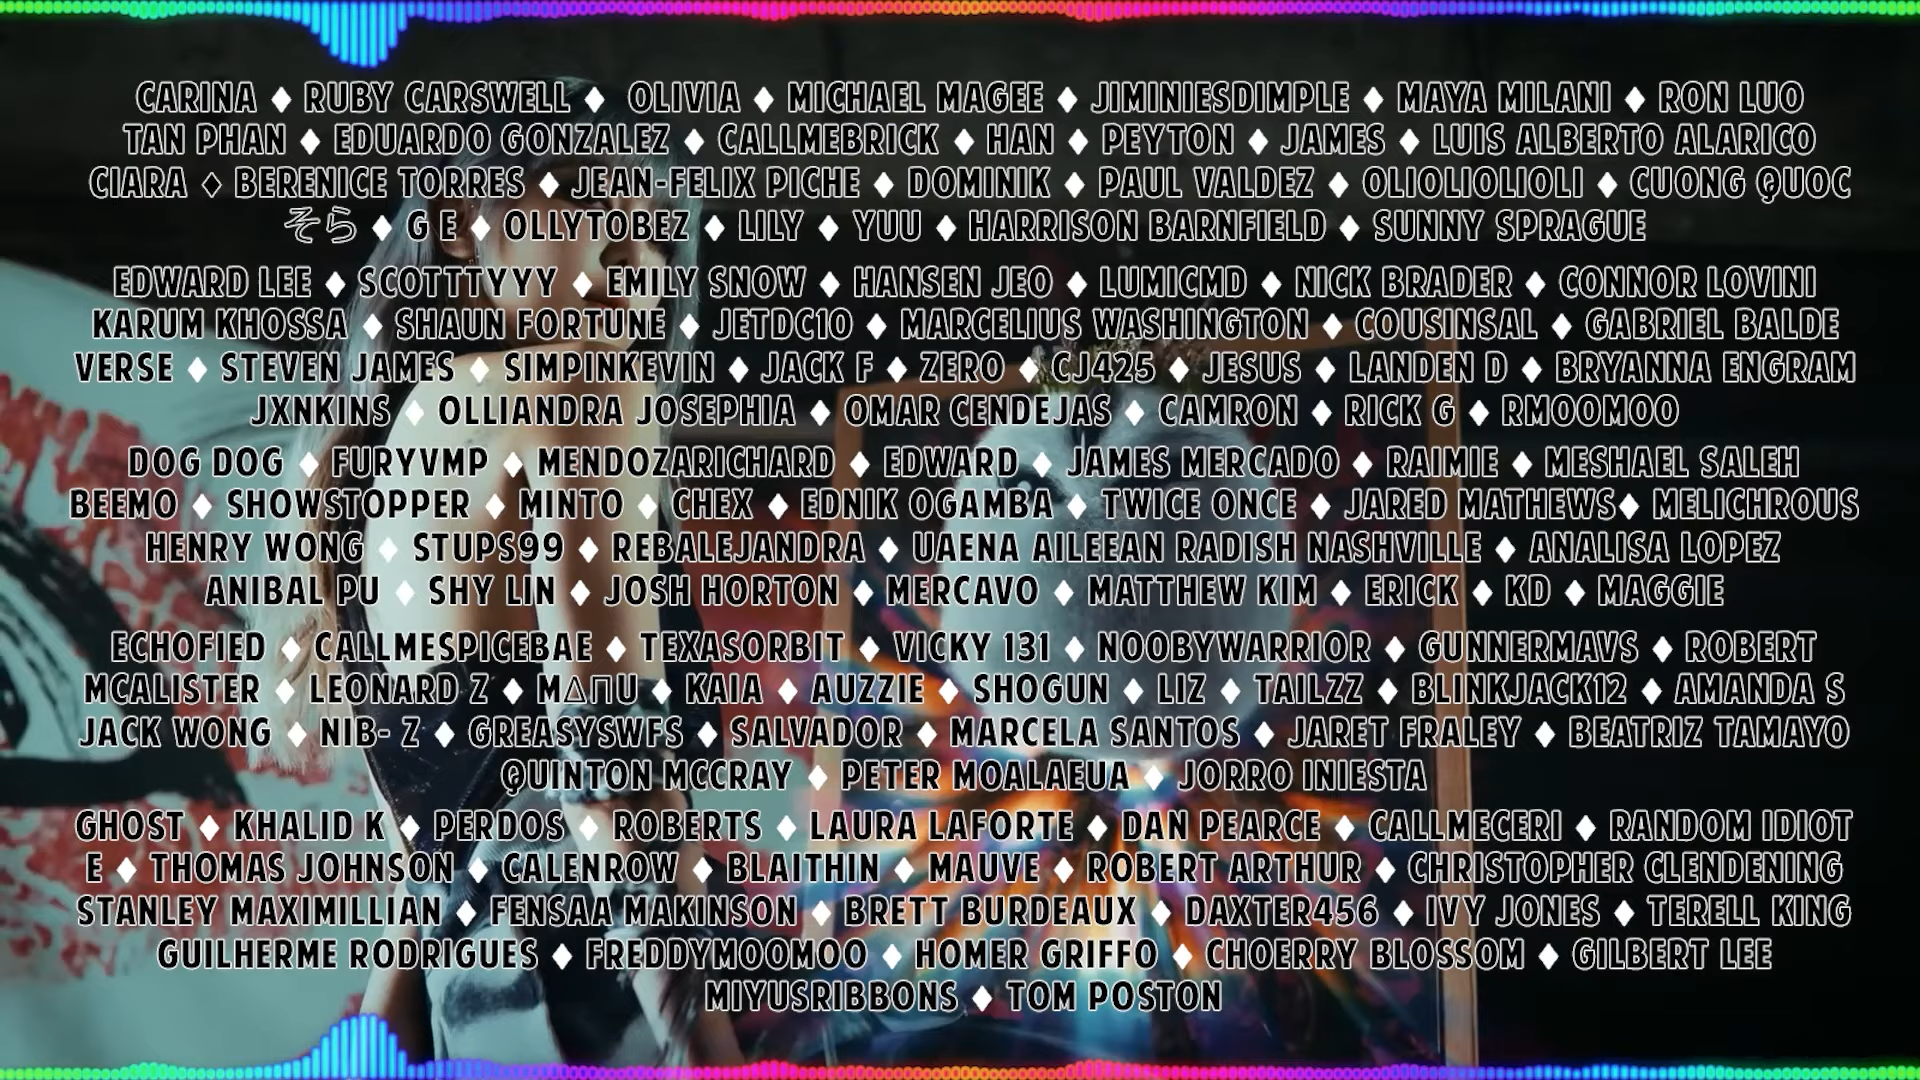 CARINA ♦ RUBY CARSWELL ♦ OLIVIA ♦ MICHAEL MAGEE ♦ JIMINIESDIMPLE ♦ MAYA MILANI ♦ RON LUO
TAN PHAN ♦ EDUARDO GONZALEZ ♦ CALLMEBRICK ♦ HAN ♦ PEYTON ♦ JAMES ♦ LUIS ALBERTO ALARICO
CIARA ♦ BERENICE TORRES ♦ JEAN-FELIX PICHE ♦ DOMINIK ♦ PAUL VALDEZ ♦ OLIOLIOLIOLI ♦ CUONG QUOC
そら ♦ G E ♦ OLLYTOBEZ ♦ LILY ♦ YUU ♦ HARRISON BARNFIELD ♦ SUNNY SPRAGUE
EDWARD LEE ♦ SCOTTTYYY ♦ EMILY SNOW ♦ HANSEN JEO ♦ LUMICMD ♦ NICK BRADER ♦ CONNOR LOVINI
KARUM KHOSSA ♦ SHAUN FORTUNE ♦ JETDC10 ♦ MARCELIUS WASHINGTON ♦ COUSINSAL ♦ GABRIEL BALDE
VERSE ♦ STEVEN JAMES ♦ SIMPINKEVIN ♦ JACK F ♦ ZERO ♦ CJ425 ♦ JESUS ♦ LANDEN D ♦ BRYANNA ENGRAM
JXNKINS ♦ OLLIANDRA JOSEPHIA ♦ OMAR CENDEJAS ♦ CAMRON ♦ RICK G ♦ RMOOMOO
DOG DOG ♦ FURYVMP ♦ MENDOZARICHARD ♦ EDWARD ♦ JAMES MERCADO ♦ RAIMIE ♦ MESHAEL SALEH
BEEMO ♦ SHOWSTOPPER ♦ MINTO ♦ CHEX ♦ EDNIK OGAMBA ♦ TWICE ONCE ♦ JARED MATHEWS♦ MELICHROUS
HENRY WONG ♦ STUPS99 ♦ REBALEJANDRA ♦ UAENA AILEEAN RADISH NASHVILLE ♦ ANALISA LOPEZ
ANIBAL PU ♦ SHY LIN ♦ JOSH HORTON ♦ MERCAVO ♦ MATTHEW KIM ♦ ERICK ♦ KD ♦ MAGGIE
ECHOFIED ♦ CALLMESPICEBAE ♦ TEXASORBIT ♦ VICKY 131 ♦ NOOBYWARRIOR ♦ GUNNERMAVS ♦ ROBERT
MCALISTER ♦ LEONARD Z ♦ MΔΠU ♦ KAIA ♦ AUZZIE ♦ SHOGUN ♦ LIZ ♦ TAILZZ ♦ BLINKJACK12 ♦ AMANDA S
JACK WONG ♦ NIB- Z ♦ GREASYSWFS ♦ SALVADOR ♦ MARCELA SANTOS ♦ JARET FRALEY ♦ BEATRIZ TAMAYO
QUINTON MCCRAY ♦ PETER MOALAEUA ♦ JORRO INIESTA
GHOST ♦ KHALID K ♦ PERDOS ♦ ROBERTS ♦ LAURA LAFORTE ♦ DAN PEARCE ♦ CALLMECERI ♦ RANDOM IDIOT
E ♦ THOMAS JOHNSON ♦ CALENROW ♦ BLAITHIN ♦ MAUVE ♦ ROBERT ARTHUR ♦ CHRISTOPHER CLENDENING
STANLEY MAXIMILLIAN ♦ FENSAA MAKINSON ♦ BRETT BURDEAUX ♦ DAXTER456 ♦ IVY JONES ♦ TERELL KING
GUILHERME RODRIGUES ♦ FREDDYMOOMOO ♦ HOMER GRIFFO ♦ CHOERRY BLOSSOM ♦ GILBERT LEE
MIYUSRIBBONS ♦ TOM POSTON